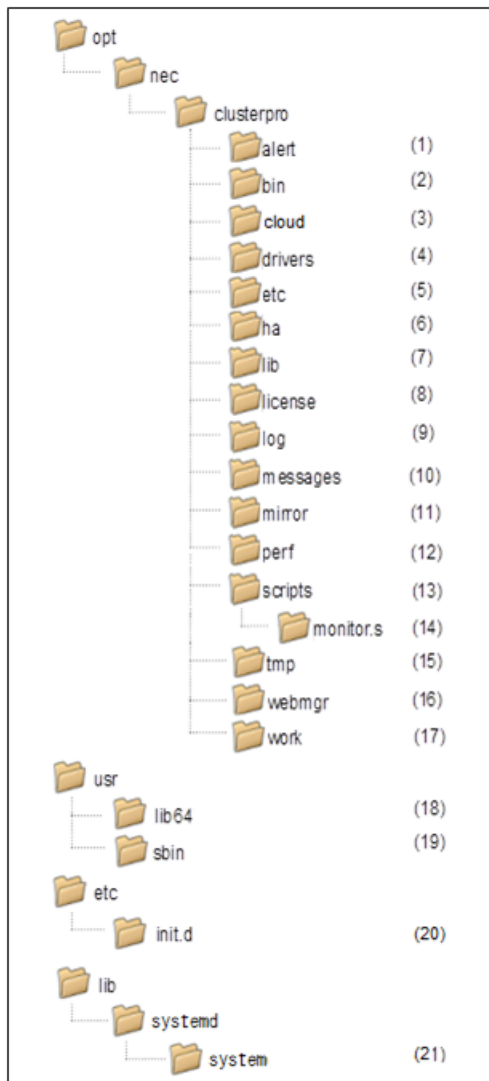 opt
nec
clusterpro
alert (1)
bin (2)
cloud (3)
drivers (4)
etc (5)
ha (6)
lib (7)
license (8)
log (9)
messages (10)
mirror (11)
perf (12)
scripts (13)
monitor.s (14)
tmp (15)
webmgr (16)
work (17)
usr
lib64 (18)
sbin (19)
etc
init.d (20)
lib
systemd
system (21)